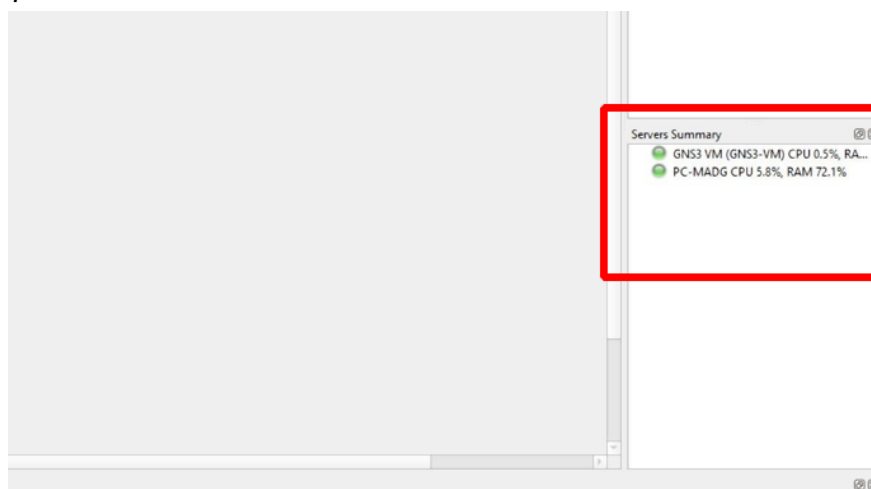 Servers Summary
GNS3 VM (GNS3-VM) CPU 0.5%, RA...
PC-MADG CPU 5.8%, RAM 72.1%